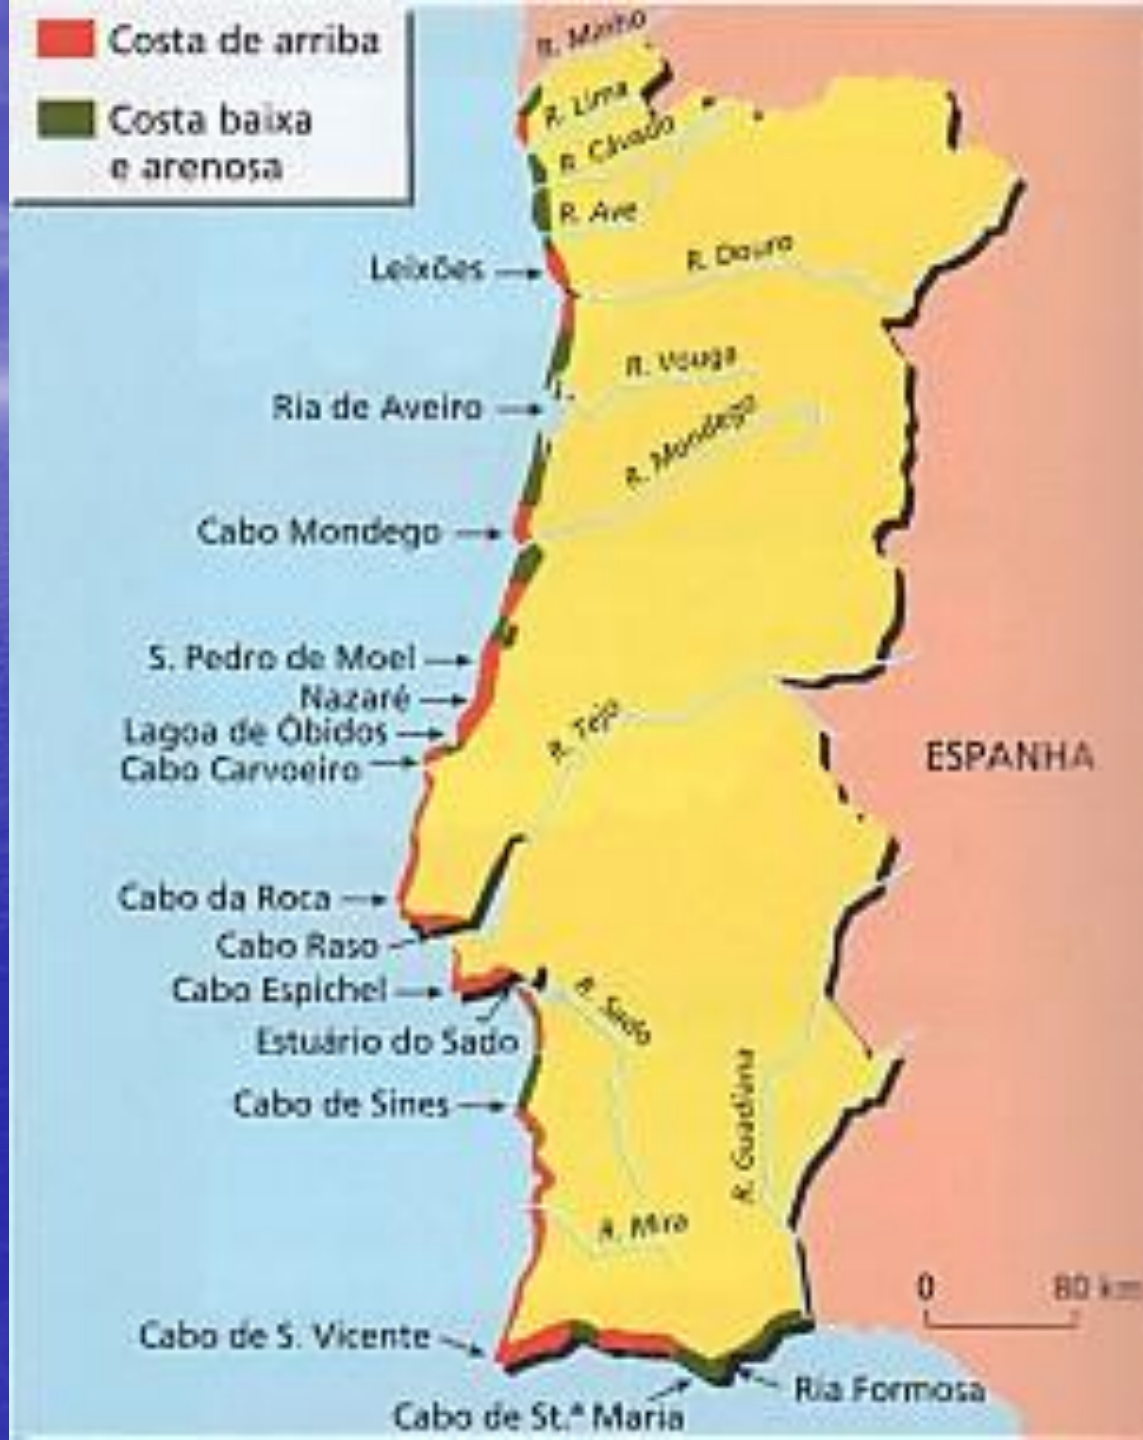 Costa de arriba
Costa baixa
e arenosa
R. Minho
R. Lima
R. Cávado
R. Ave
Leixões
R. Douro
R. Vouga
Ria de Aveiro
R. Mondego
Cabo Mondego
S. Pedro de Moel
Nazaré
Lagoa de Óbidos
R. Tejo
Cabo Carvoeiro
ESPANHA
Cabo da Roca
Cabo Raso
Cabo Espichel
R. Sado
Estuário do Sado
Cabo de Sines
R. Guadiana
R. Mira
0 80 km
Cabo de S. Vicente
Ria Formosa
Cabo de St.ª Maria